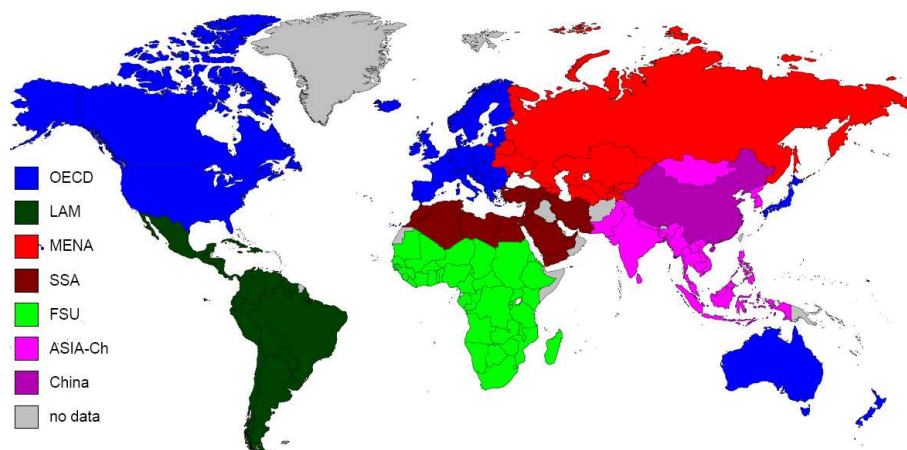 OECD
LAM
MENA
SSA
FSU
ASIA-Ch
China
no data